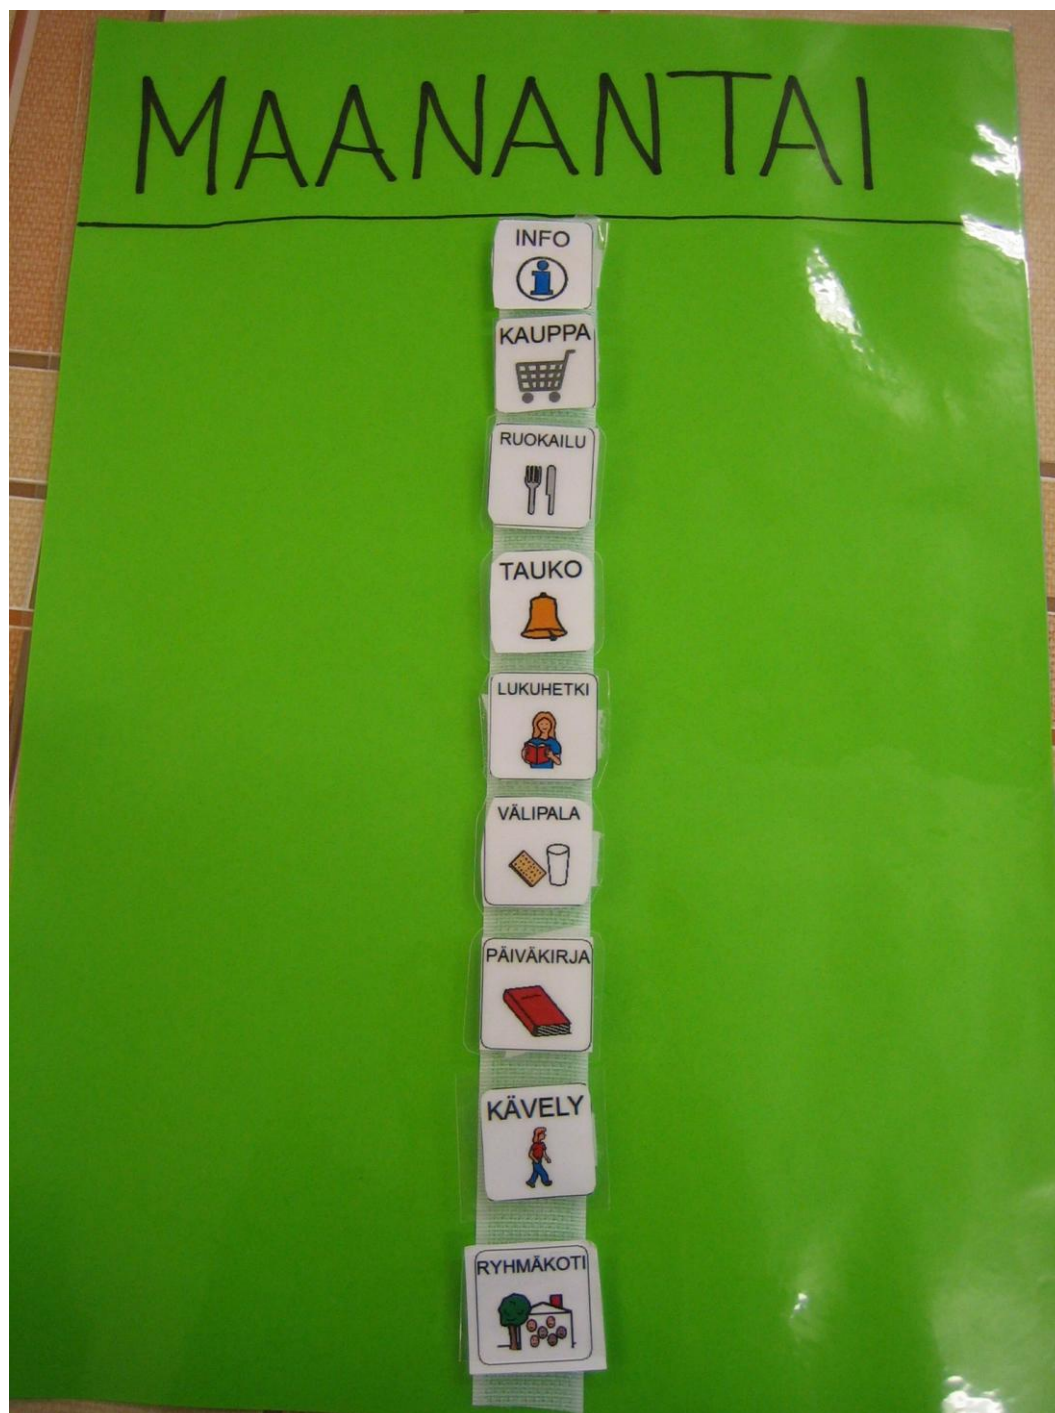 MAANANTAI
INFO
KAUPPA
RUOKAILU
TAUKO
LUKUHETKI
VÄLIPALA
PÄIVÄKIRJA
KÄVELY
RYHMÄKOTI